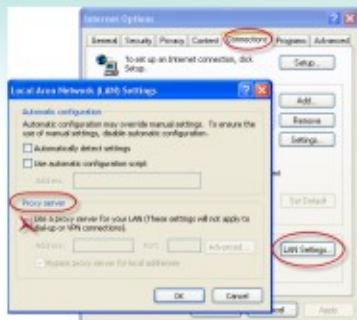 Internet Options
General Security Privacy Content Connections Programs Advanced
To set up an Internet connection, click
Setup.
Setup...
Add...
Remove
Settings...
Set Default
LAN Settings...
Apply
Local Area Network (LAN) Settings
Automatic configuration
Automatic configuration may override manual settings. To ensure the
use of manual settings, disable automatic configuration.
Automatically detect settings
Use automatic configuration script
Address:
Proxy server
Use a proxy server for your LAN (These settings will not apply to
dial-up or VPN connections).
Address: Port: Advanced...
Bypass proxy server for local addresses
OK Cancel